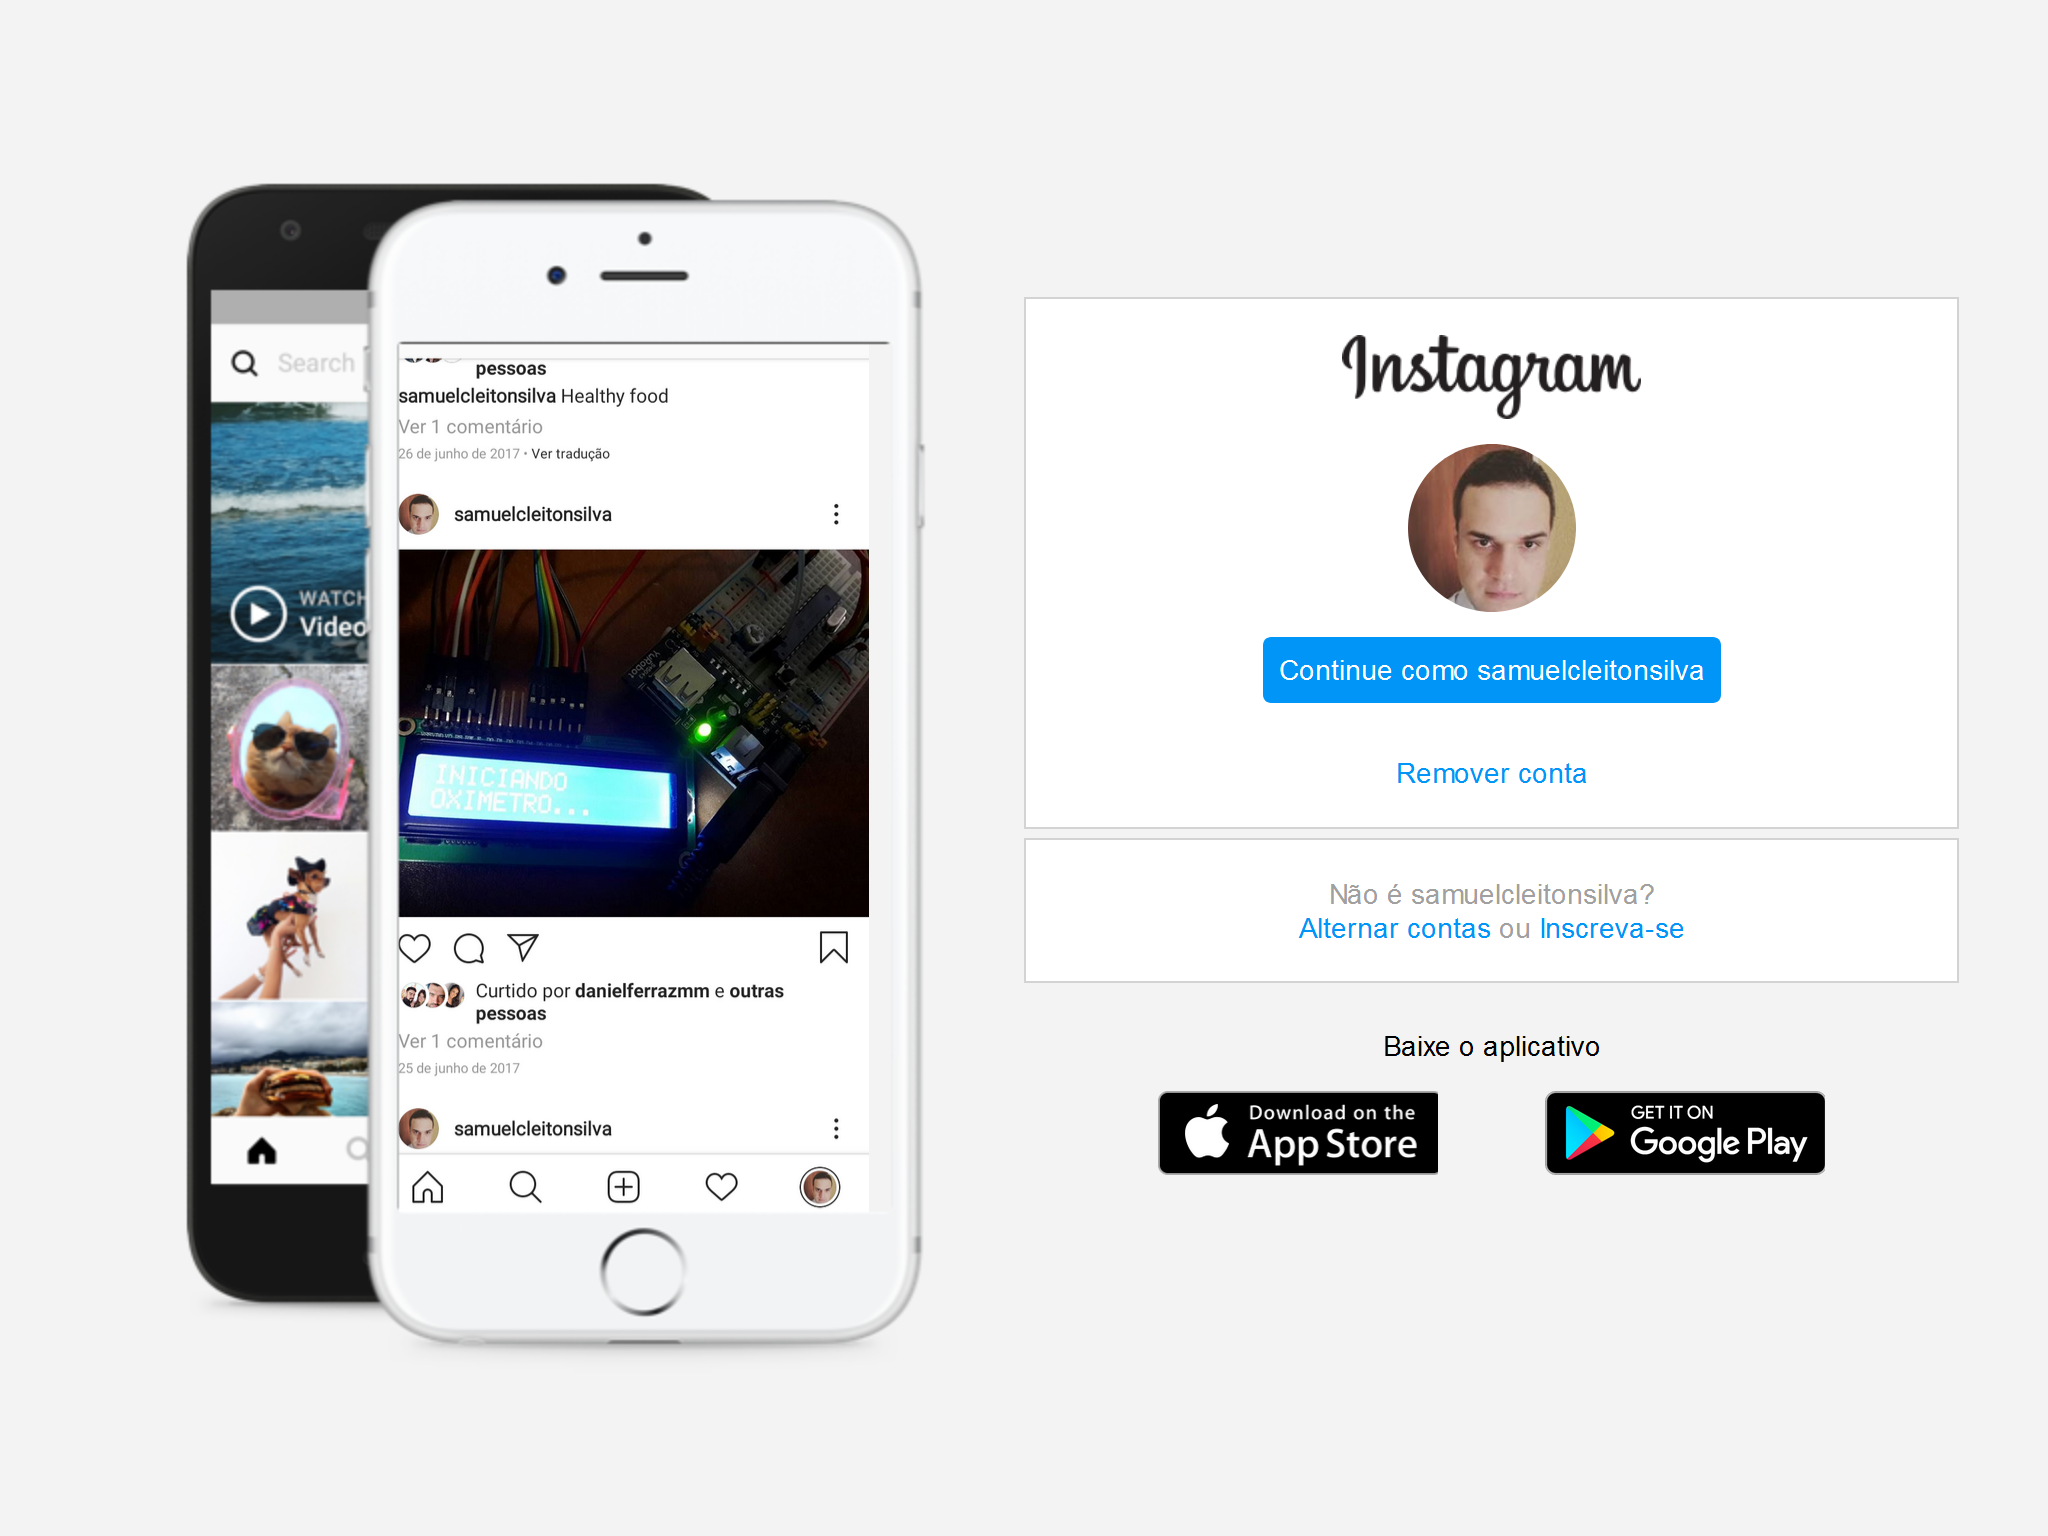 Search
WATCH
Video
pessoas
samuelcleitonsilva Healthy food
Ver 1 comentário
26 de junho de 2017 • Ver tradução
samuelcleitonsilva
INICIANDO
OXIMETRO...
Curtido por danielferrazmm e outras
pessoas
Ver 1 comentário
25 de junho de 2017
samuelcleitonsilva
Instagram
Continue como samuelcleitonsilva
Remover conta
Não é samuelcleitonsilva?
Alternar contas ou Inscreva-se
Baixe o aplicativo
Download on the
App Store
GET IT ON
Google Play